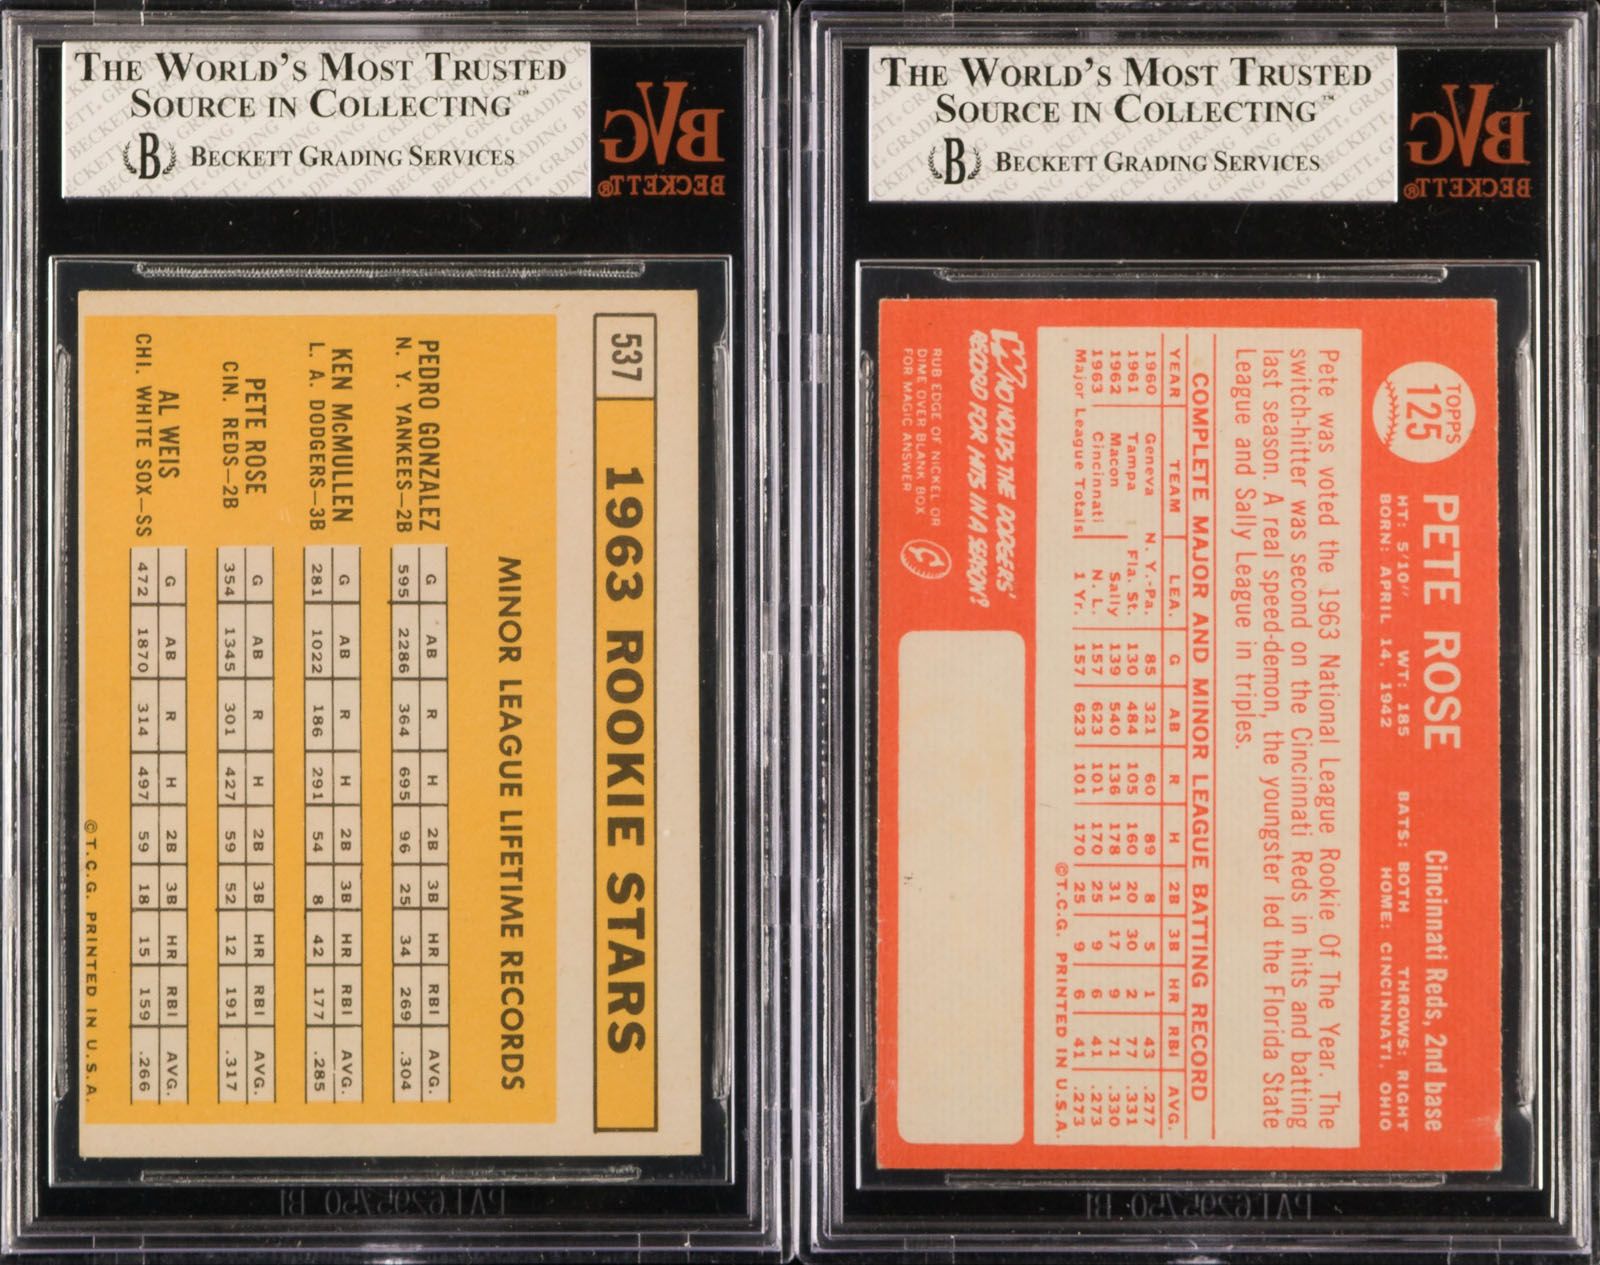 THE WORLD'S MOST TRUSTED
SOURCE IN COLLECTING™
B BECKETT GRADING SERVICES
BVG
BECKETT®
537
1963 ROOKIE STARS
MINOR LEAGUE LIFETIME RECORDS
PEDRO GONZALEZ G AB R H 2B 3B HR RBI AVG.
N. Y. YANKEES—2B 595 2286 364 695 96 25 34 269 .304
KEN McMULLEN G AB R H 2B 3B HR RBI AVG.
L. A. DODGERS—3B 281 1022 186 291 54 8 42 177 .285
PETE ROSE G AB R H 2B 3B HR RBI AVG.
CIN. REDS—2B 354 1345 301 427 59 52 12 191 .317
AL WEIS G AB R H 2B 3B HR RBI AVG.
CHI. WHITE SOX—SS 472 1870 314 497 59 18 15 159 .266
©T.C.G. PRINTED IN U.S.A.
THE WORLD'S MOST TRUSTED
SOURCE IN COLLECTING™
B BECKETT GRADING SERVICES
BVG
BECKETT®
TOPPS
125
PETE ROSE Cincinnati Reds, 2nd base
HT: 5'10" WT: 185 BATS: BOTH THROWS: RIGHT
BORN: APRIL 14, 1942 HOME: CINCINNATI, OHIO
Pete was voted the 1963 National League Rookie Of The Year. The
switch-hitter was second on the Cincinnati Reds in hits and batting
last season. A real speed-demon, the youngster led the Florida State
League and Sally League in triples.
COMPLETE MAJOR AND MINOR LEAGUE BATTING RECORD
YEAR TEAM LEA. G AB R H 2B 3B HR RBI AVG.
1960 Geneva N. Y.-Pa. 85 321 60 89 8 5 1 43 .277
1961 Tampa Fla. St. 130 484 105 160 20 30 2 77 .331
1962 Macon Sally 139 540 136 178 31 17 9 71 .330
1963 Cincinnati N. L. 157 623 101 170 25 9 6 41 .273
Major League Totals 1 Yr. 157 623 101 170 25 9 6 41 .273
©T.C.G. PRINTED IN U.S.A.
WHO HOLDS THE DODGERS'
RECORD FOR HITS IN A SEASON?
RUB EDGE OF NICKEL OR
DIME OVER BLANK BOX
FOR MAGIC ANSWER